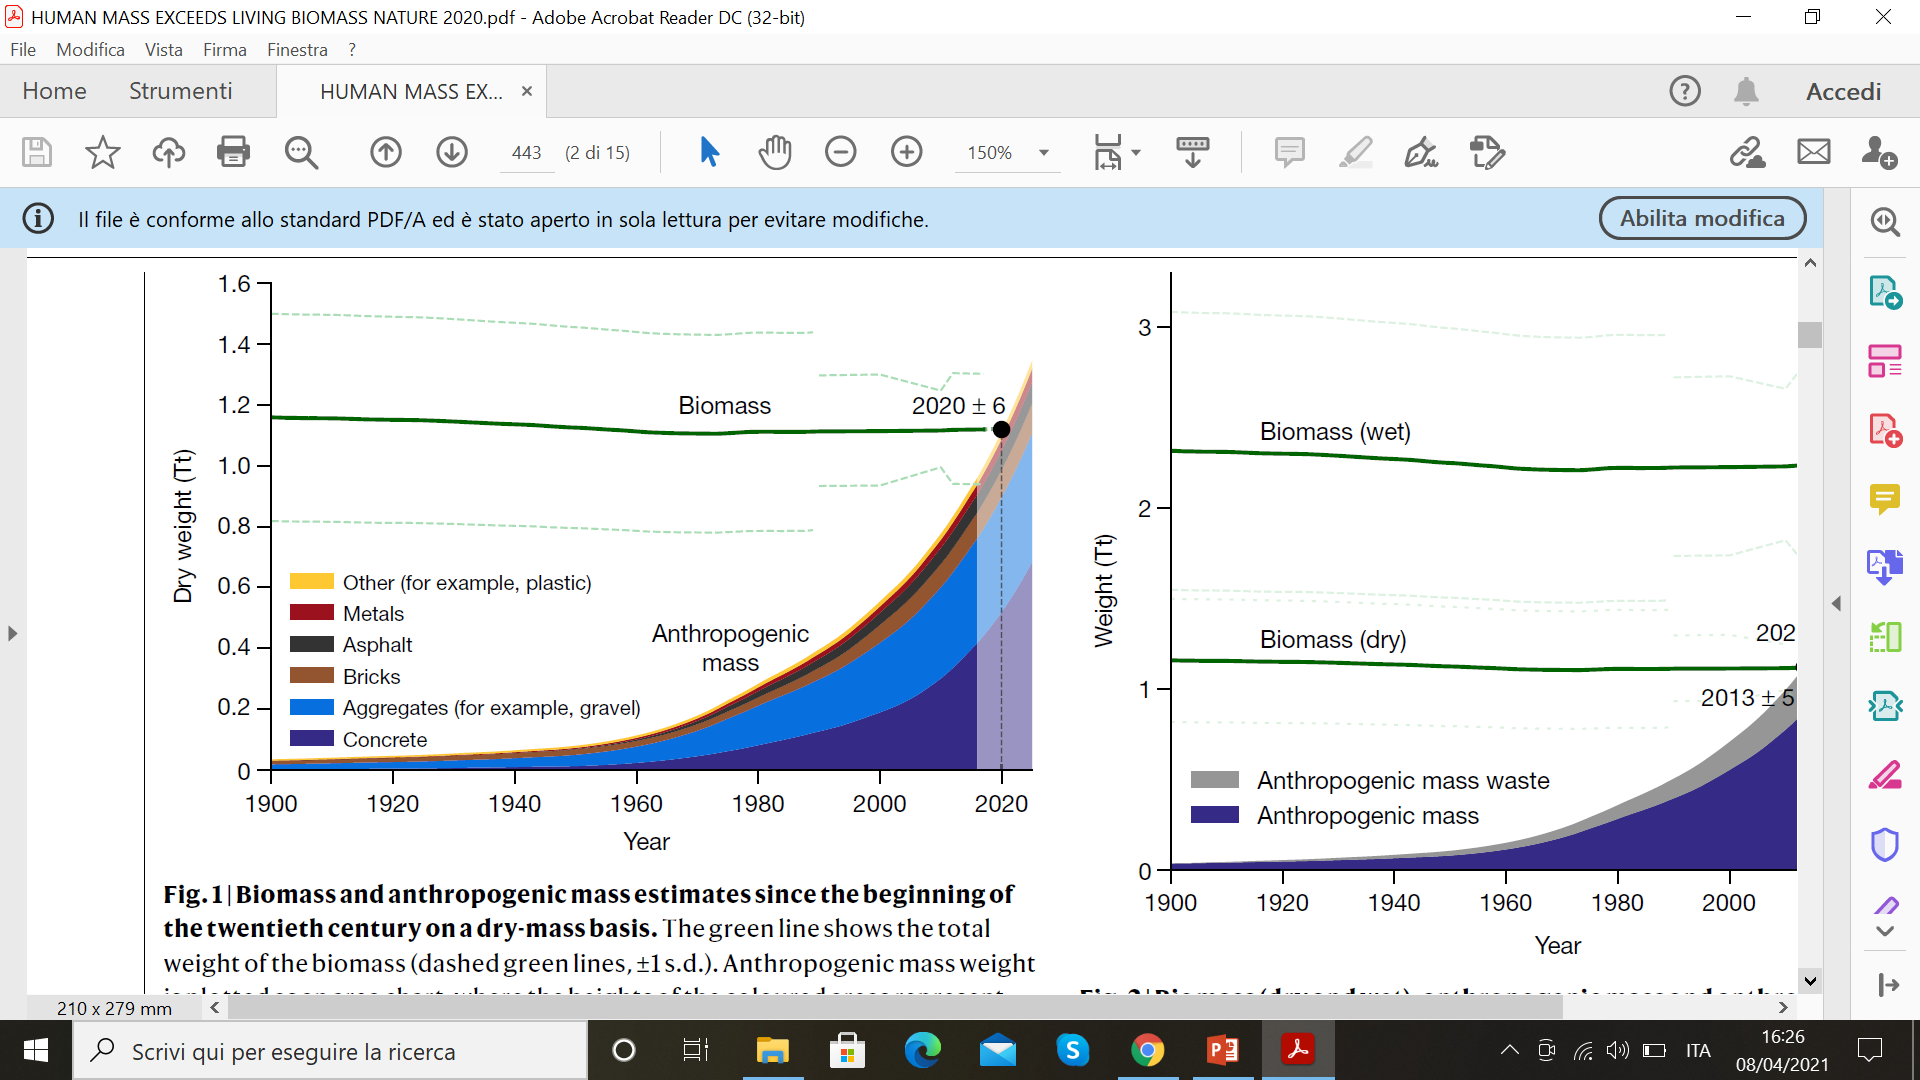 HUMAN MASS EXCEEDS LIVING BIOMASS NATURE 2020.pdf - Adobe Acrobat Reader DC (32-bit)
File Modifica Vista Firma Finestra ?
Home Strumenti HUMAN MASS EX... × Accedi
443 (2 di 15) 150%
Il file è conforme allo standard PDF/A ed è stato aperto in sola lettura per evitare modifiche. Abilita modifica
Dry weight (Tt)
1.6
1.4
1.2
1.0
0.8
0.6
0.4
0.2
0
Biomass
2020 ± 6
Anthropogenic
mass
Other (for example, plastic)
Metals
Asphalt
Bricks
Aggregates (for example, gravel)
Concrete
1900 1920 1940 1960 1980 2000 2020
Year
Fig. 1 | Biomass and anthropogenic mass estimates since the beginning of
the twentieth century on a dry-mass basis. The green line shows the total
weight of the biomass (dashed green lines, ±1 s.d.). Anthropogenic mass weight
Weight (Tt)
3
2
1
0
Biomass (wet)
Biomass (dry)
202
2013 ± 5
Anthropogenic mass waste
Anthropogenic mass
1900 1920 1940 1960 1980 2000
Year
210 x 279 mm
Scrivi qui per eseguire la ricerca
ITA
16:26
08/04/2021